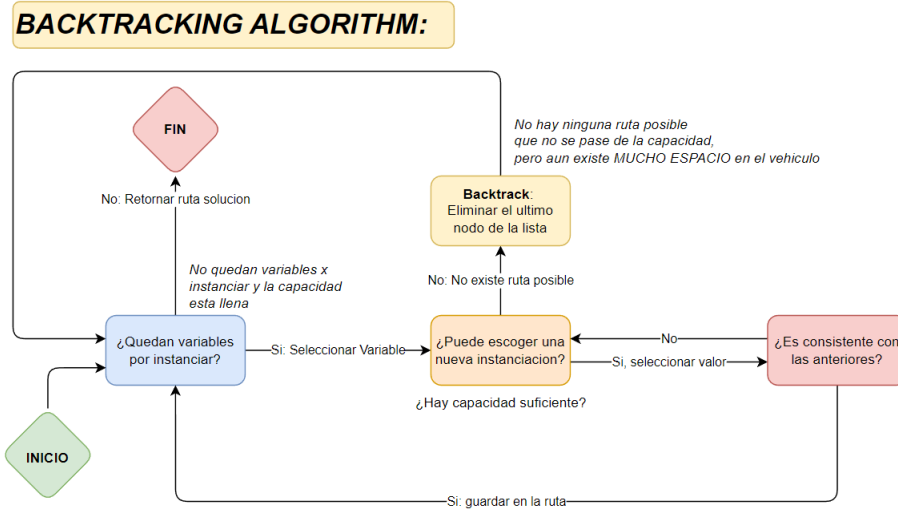 BACKTRACKING ALGORITHM:
FIN
No hay ninguna ruta posible
que no se pase de la capacidad,
pero aun existe MUCHO ESPACIO en el vehiculo
No: Retornar ruta solucion
Backtrack:
Eliminar el ultimo
nodo de la lista
No quedan variables x
instanciar y la capacidad
esta llena
No: No existe ruta posible
¿Quedan variables
por instanciar?
Si: Seleccionar Variable
¿Puede escoger una
nueva instanciacion?
No
Si, seleccionar valor
¿Es consistente con
las anteriores?
¿Hay capacidad suficiente?
INICIO
Si: guardar en la ruta